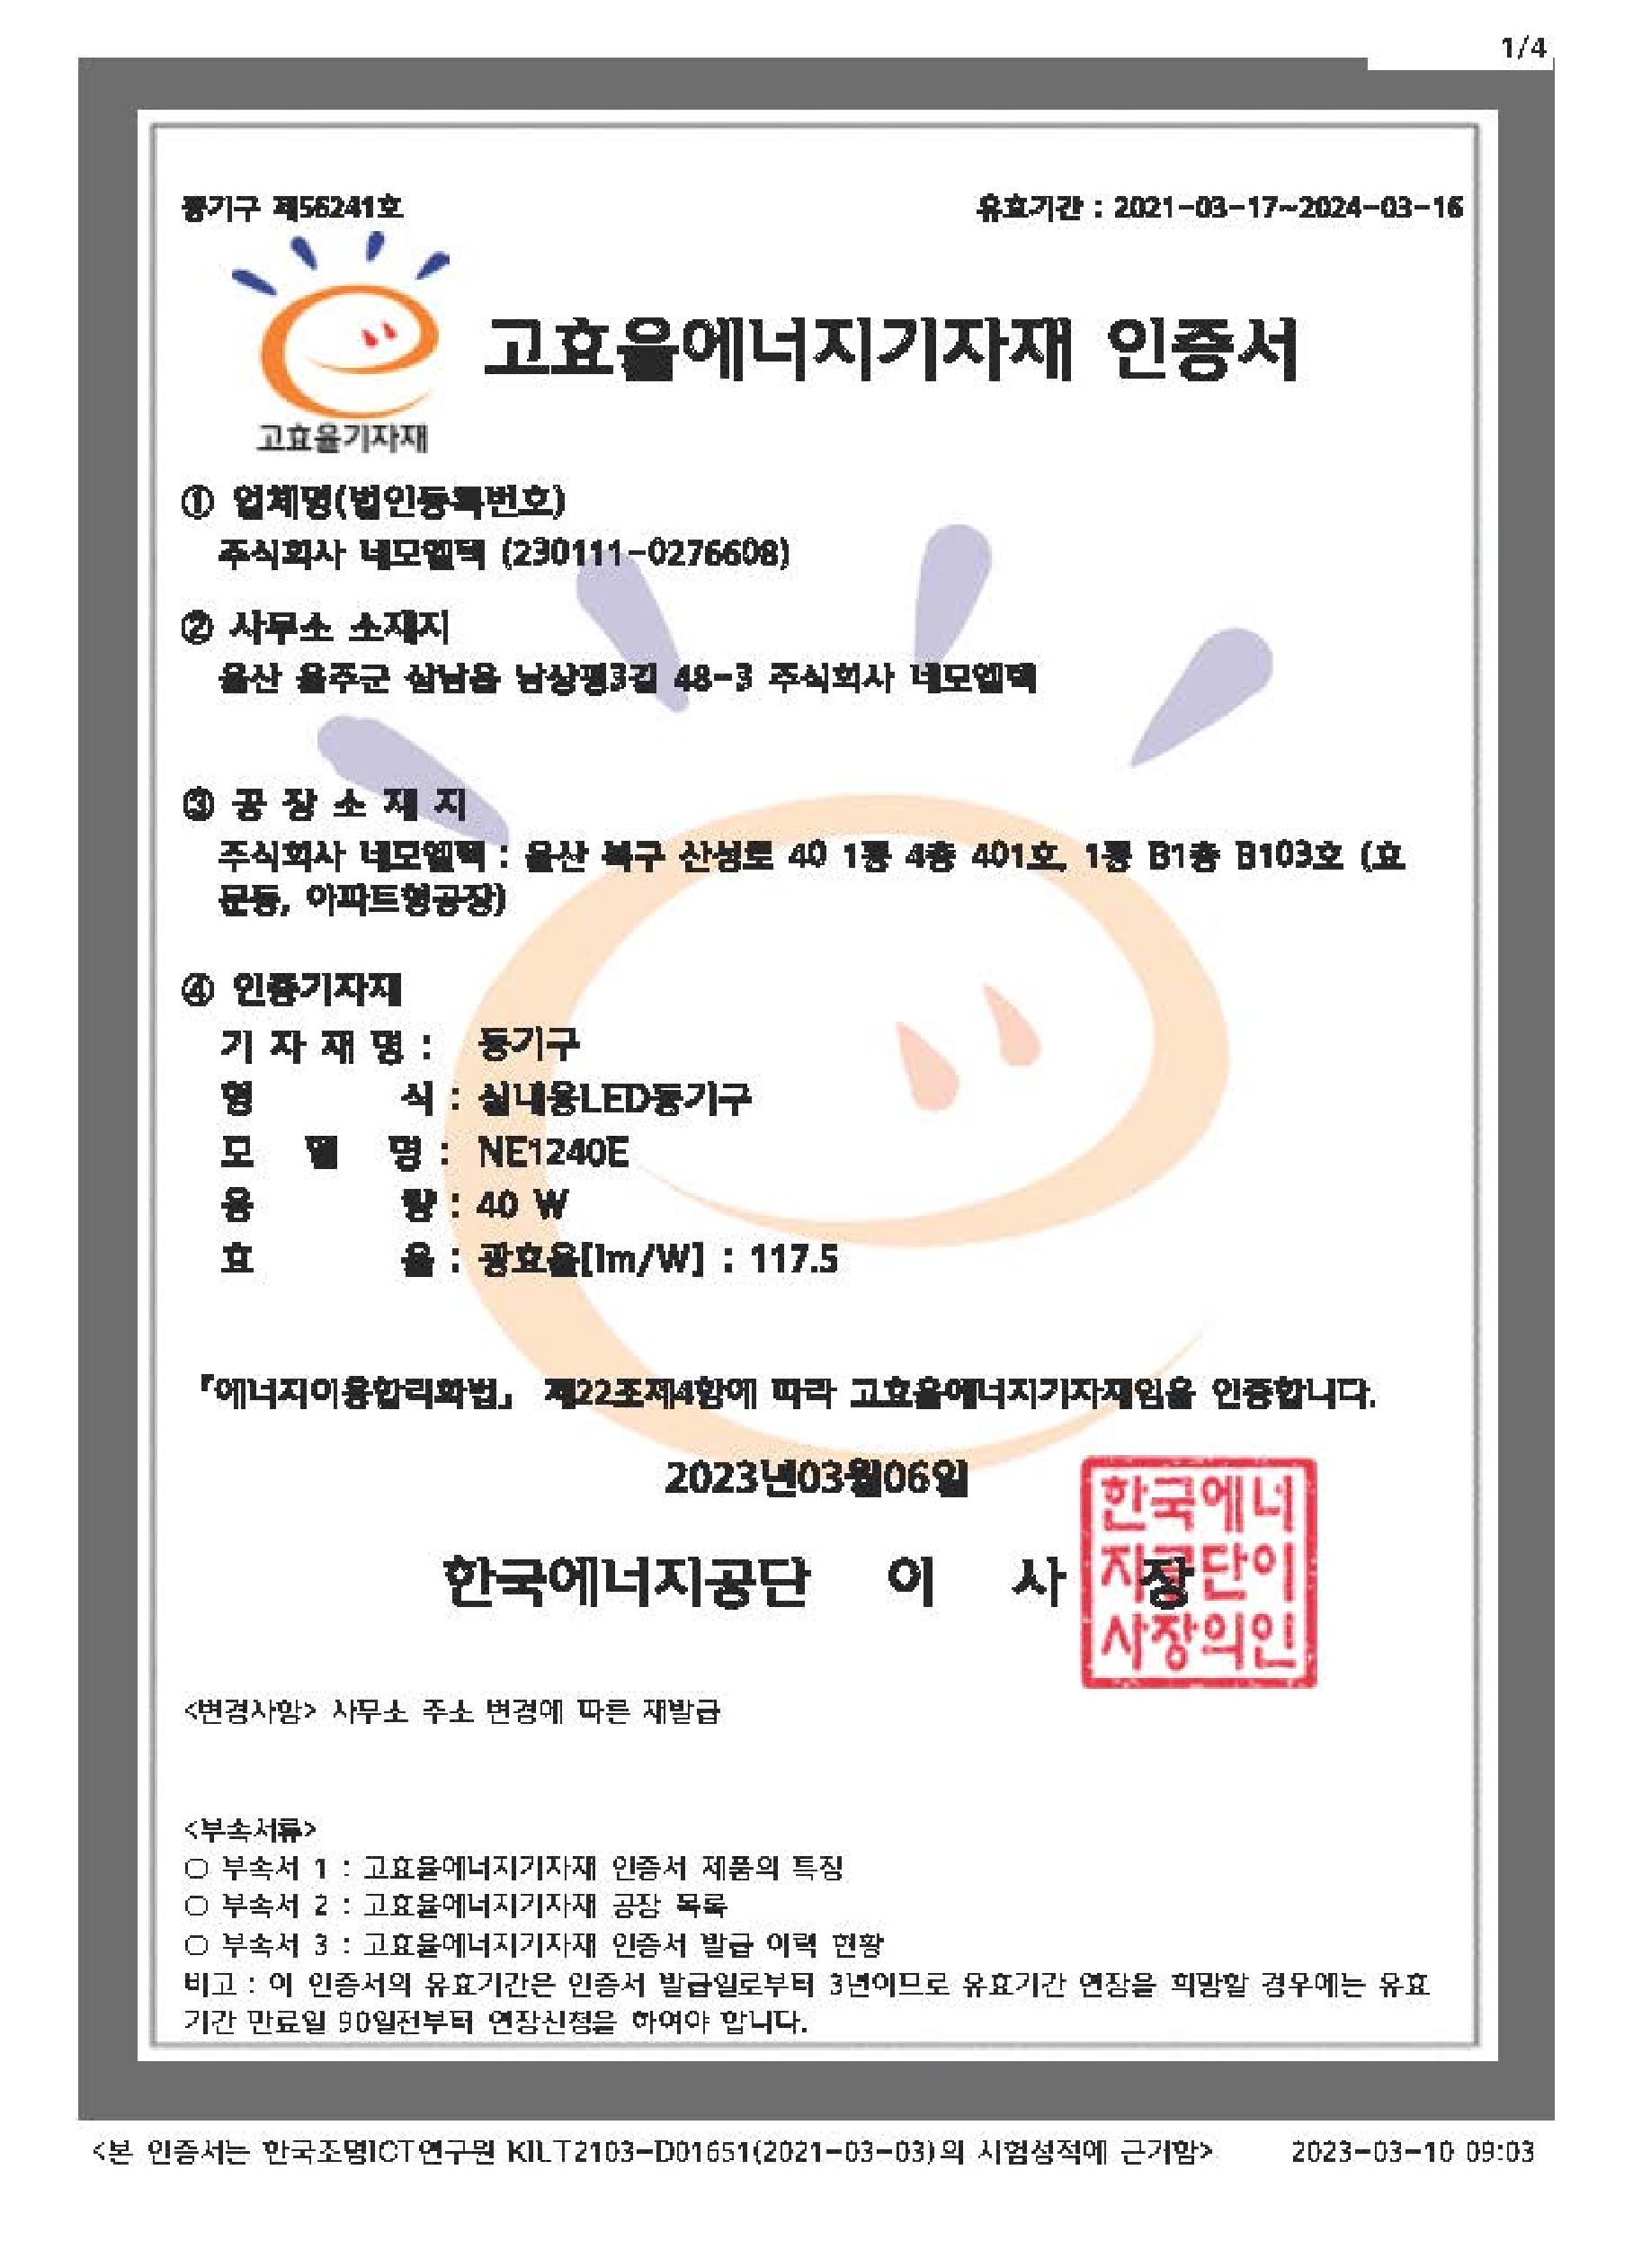 1/4
등기구 제56241호
유효기간 : 2021-03-17~2024-03-16
고효율에너지기자재 인증서
고효율기자재
① 업체명(법인등록번호)
주식회사 네모엘텍 (230111-0276608)
② 사무소 소재지
울산 울주군 삼남읍 남상평3길 48-3 주식회사 네모엘텍
③ 공 장 소 재 지
주식회사 네모엘텍 : 울산 북구 산성로 40 1동 4층 401호, 1동 B1층 B103호 (효
문동, 아파트형공장)
④ 인증기자재
기 자 재 명 : 등기구
형 식 : 실내용LED등기구
모 델 명 : NE1240E
용 량 : 40 W
효 율 : 광효율[lm/W] : 117.5
「에너지이용합리화법」 제22조제4항에 따라 고효율에너지기자재임을 인증합니다.
2023년03월06일
한국에너지공단 이 사 장
한국에너
지공단이
사장의인
<변경사항> 사무소 주소 변경에 따른 재발급
<부속서류>
○ 부속서 1 : 고효율에너지기자재 인증서 제품의 특징
○ 부속서 2 : 고효율에너지기자재 공장 목록
○ 부속서 3 : 고효율에너지기자재 인증서 발급 이력 현황
비고 : 이 인증서의 유효기간은 인증서 발급일로부터 3년이므로 유효기간 연장을 희망할 경우에는 유효
기간 만료일 90일전부터 연장신청을 하여야 합니다.
<본 인증서는 한국조명ICT연구원 KILT2103-D01651(2021-03-03)의 시험성적에 근거함>
2023-03-10 09:03